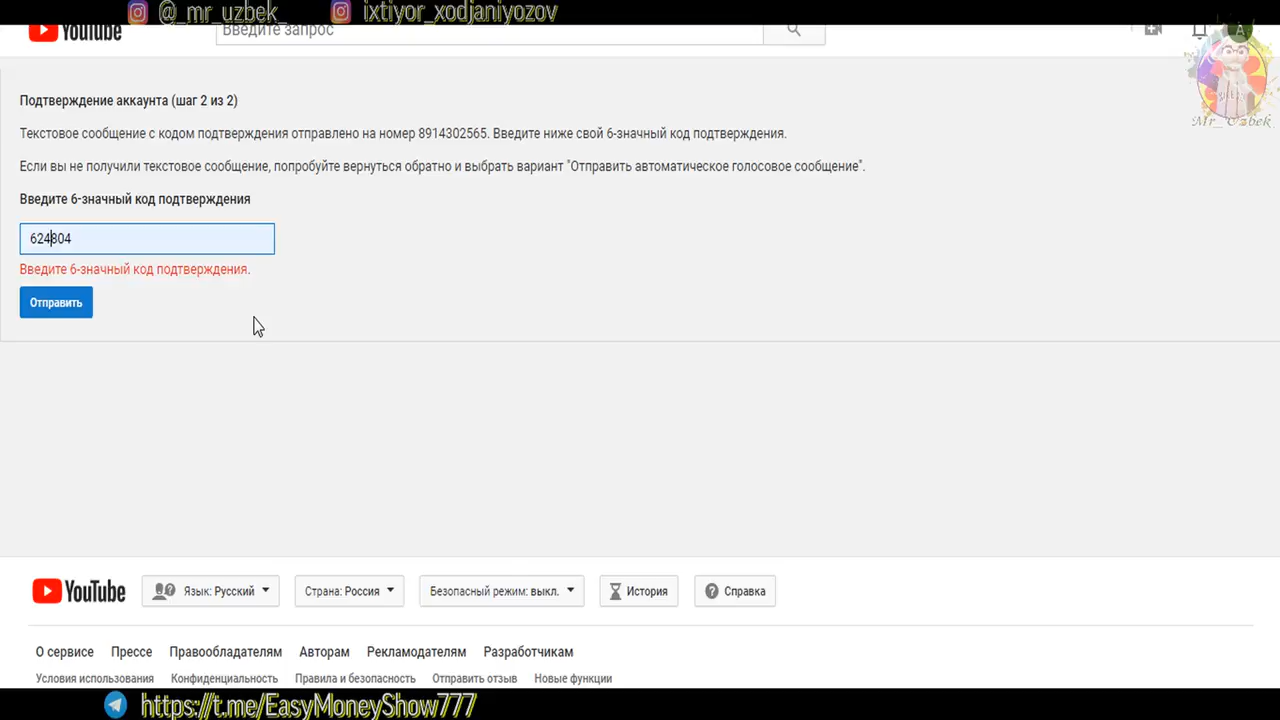 @_mr_uzbek_ ixtiyor_xodjaniyozov
YouTube Введите запрос
A
Mr_Uzbek
Подтверждение аккаунта (шаг 2 из 2)
Текстовое сообщение с кодом подтверждения отправлено на номер 8914302565. Введите ниже свой 6-значный код подтверждения.
Если вы не получили текстовое сообщение, попробуйте вернуться обратно и выбрать вариант "Отправить автоматическое голосовое сообщение".
Введите 6-значный код подтверждения
624804
Введите 6-значный код подтверждения.
Отправить
YouTube Язык: Русский Страна: Россия Безопасный режим: выкл. История Справка
О сервисе Прессе Правообладателям Авторам Рекламодателям Разработчикам
Условия использования Конфиденциальность Правила и безопасность Отправить отзыв Новые функции
https://t.me/EasyMoneyShow777